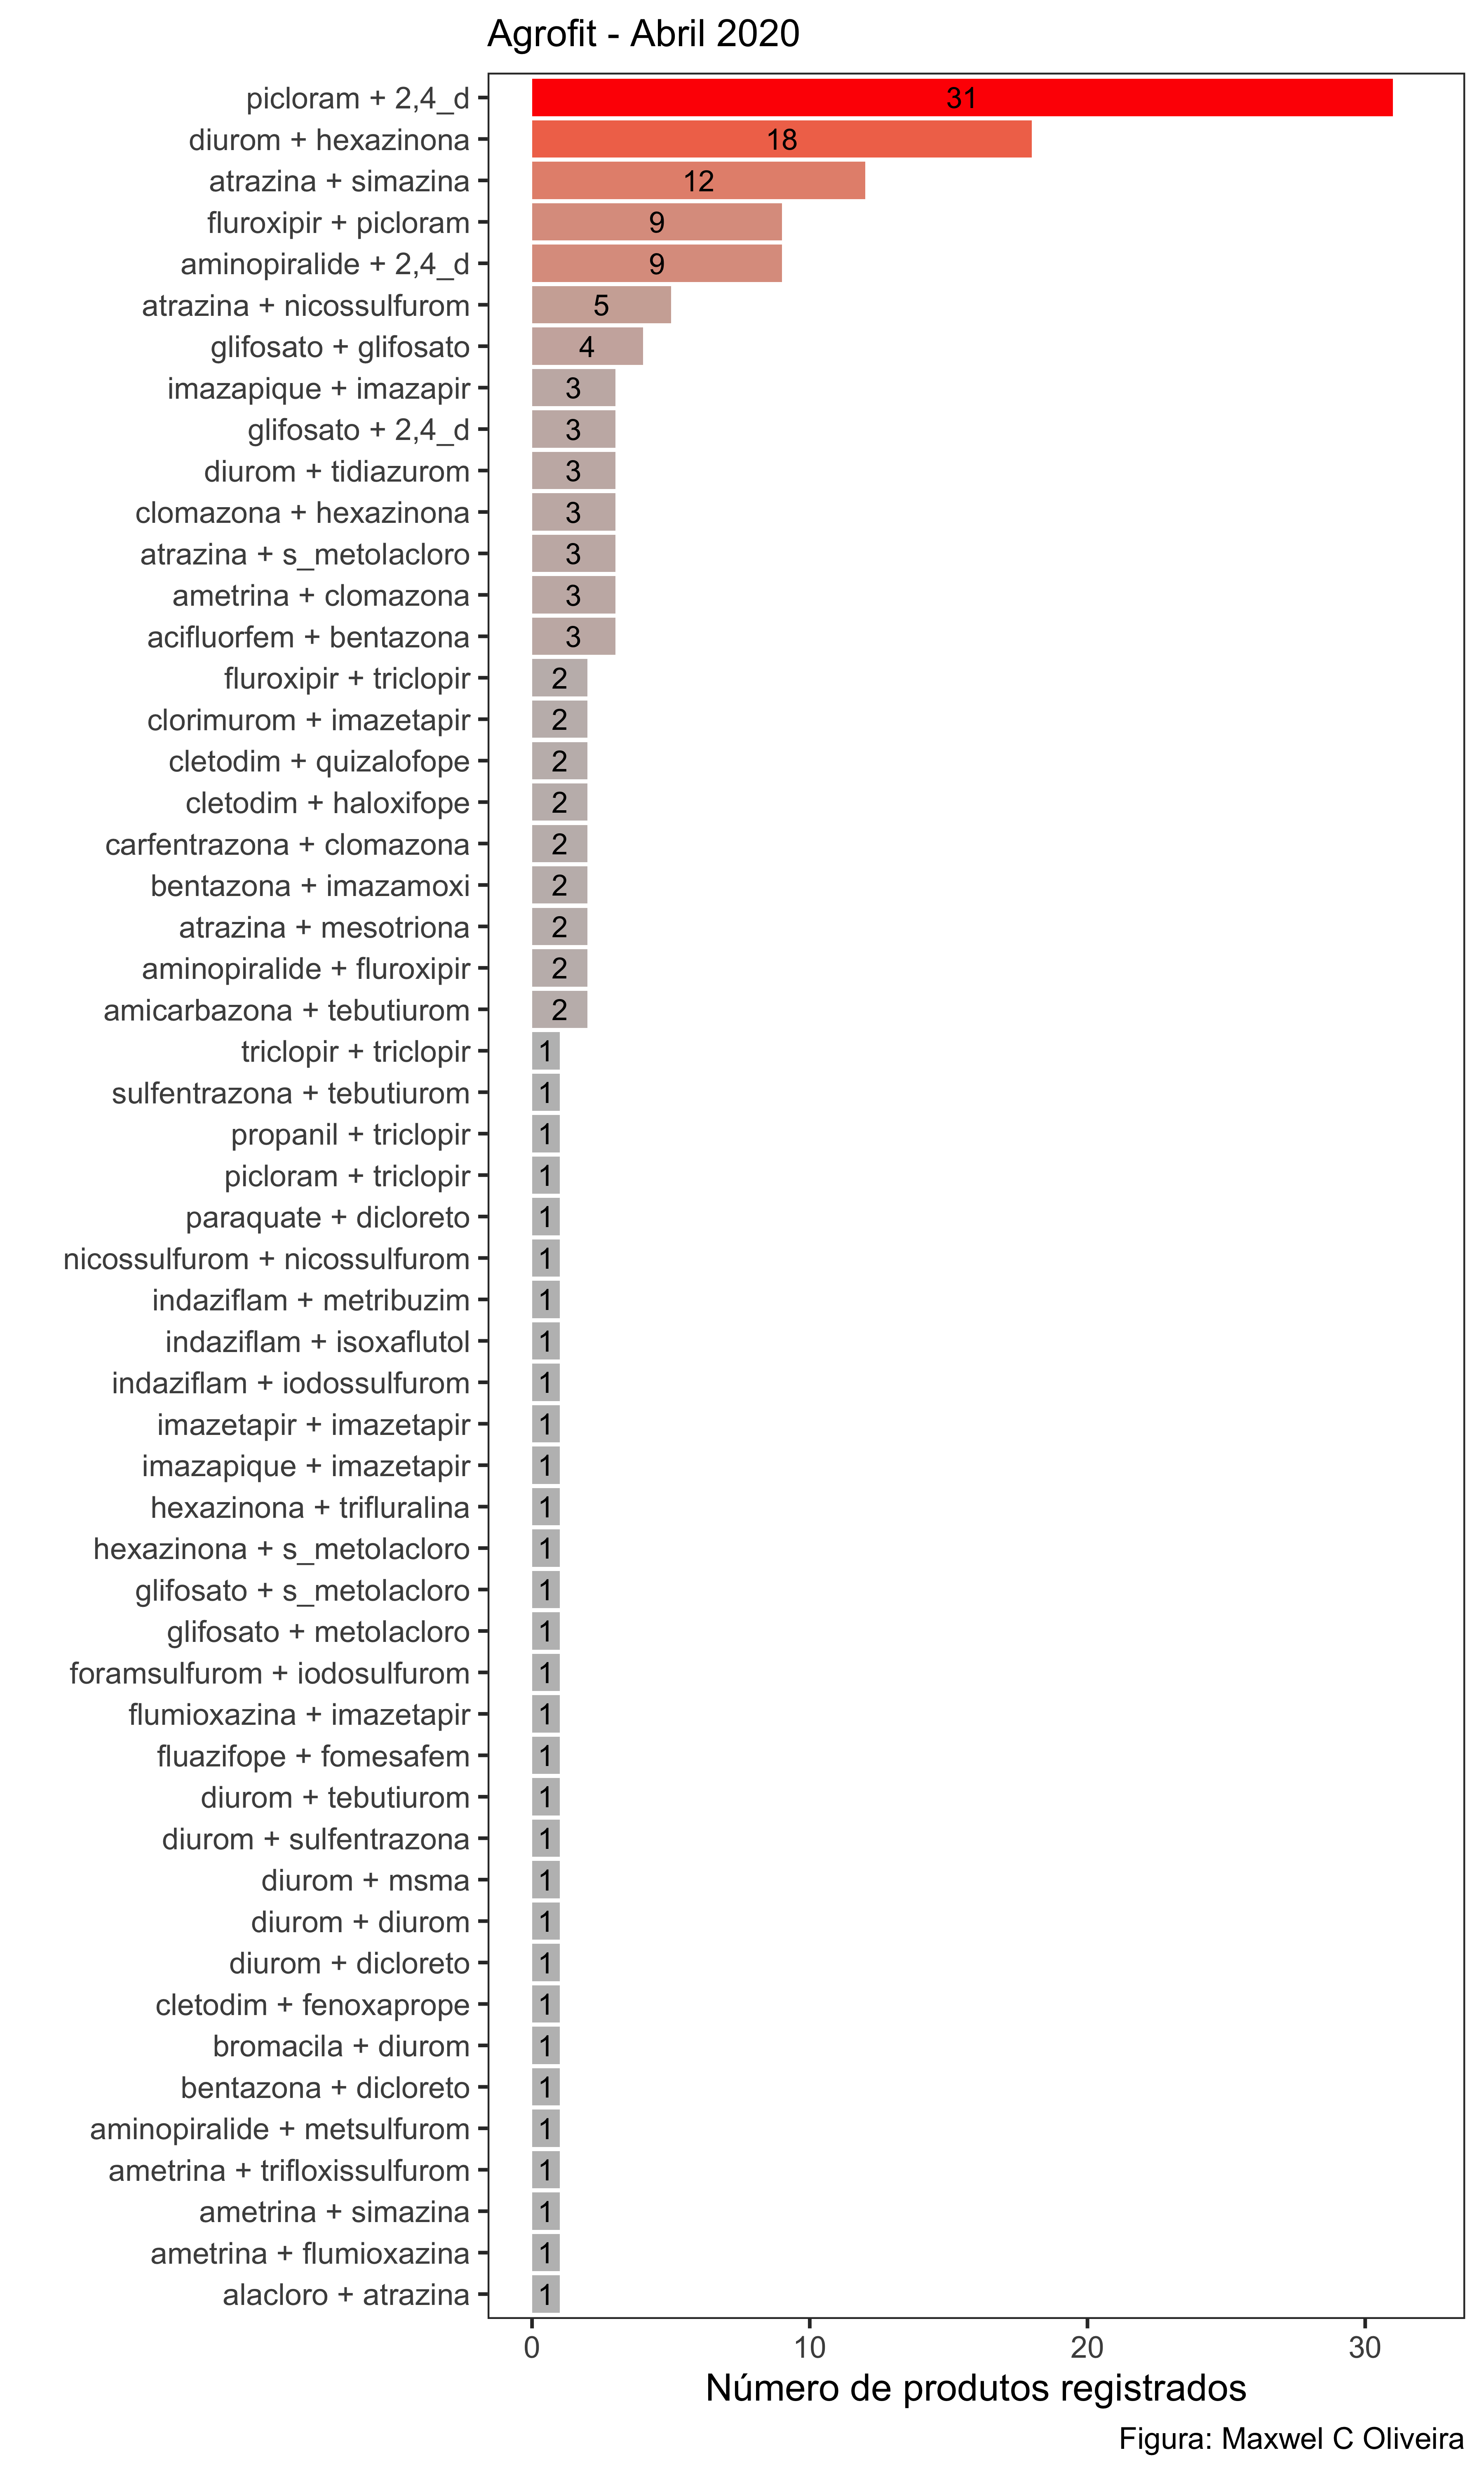 Agrofit - Abril 2020
picloram + 2,4_d 31
diurom + hexazinona 18
atrazina + simazina 12
fluroxipir + picloram 9
aminopiralide + 2,4_d 9
atrazina + nicossulfurom 5
glifosato + glifosato 4
imazapique + imazapir 3
glifosato + 2,4_d 3
diurom + tidiazurom 3
clomazona + hexazinona 3
atrazina + s_metolacloro 3
ametrina + clomazona 3
acifluorfem + bentazona 3
fluroxipir + triclopir 2
clorimurom + imazetapir 2
cletodim + quizalofope 2
cletodim + haloxifope 2
carfentrazona + clomazona 2
bentazona + imazamoxi 2
atrazina + mesotriona 2
aminopiralide + fluroxipir 2
amicarbazona + tebutiurom 2
triclopir + triclopir 1
sulfentrazona + tebutiurom 1
propanil + triclopir 1
picloram + triclopir 1
paraquate + dicloreto 1
nicossulfurom + nicossulfurom 1
indaziflam + metribuzim 1
indaziflam + isoxaflutol 1
indaziflam + iodossulfurom 1
imazetapir + imazetapir 1
imazapique + imazetapir 1
hexazinona + trifluralina 1
hexazinona + s_metolacloro 1
glifosato + s_metolacloro 1
glifosato + metolacloro 1
foramsulfurom + iodosulfurom 1
flumioxazina + imazetapir 1
fluazifope + fomesafem 1
diurom + tebutiurom 1
diurom + sulfentrazona 1
diurom + msma 1
diurom + diurom 1
diurom + dicloreto 1
cletodim + fenoxaprope 1
bromacila + diurom 1
bentazona + dicloreto 1
aminopiralide + metsulfurom 1
ametrina + trifloxissulfurom 1
ametrina + simazina 1
ametrina + flumioxazina 1
alacloro + atrazina 1
0 10 20 30
Número de produtos registrados
Figura: Maxwel C Oliveira